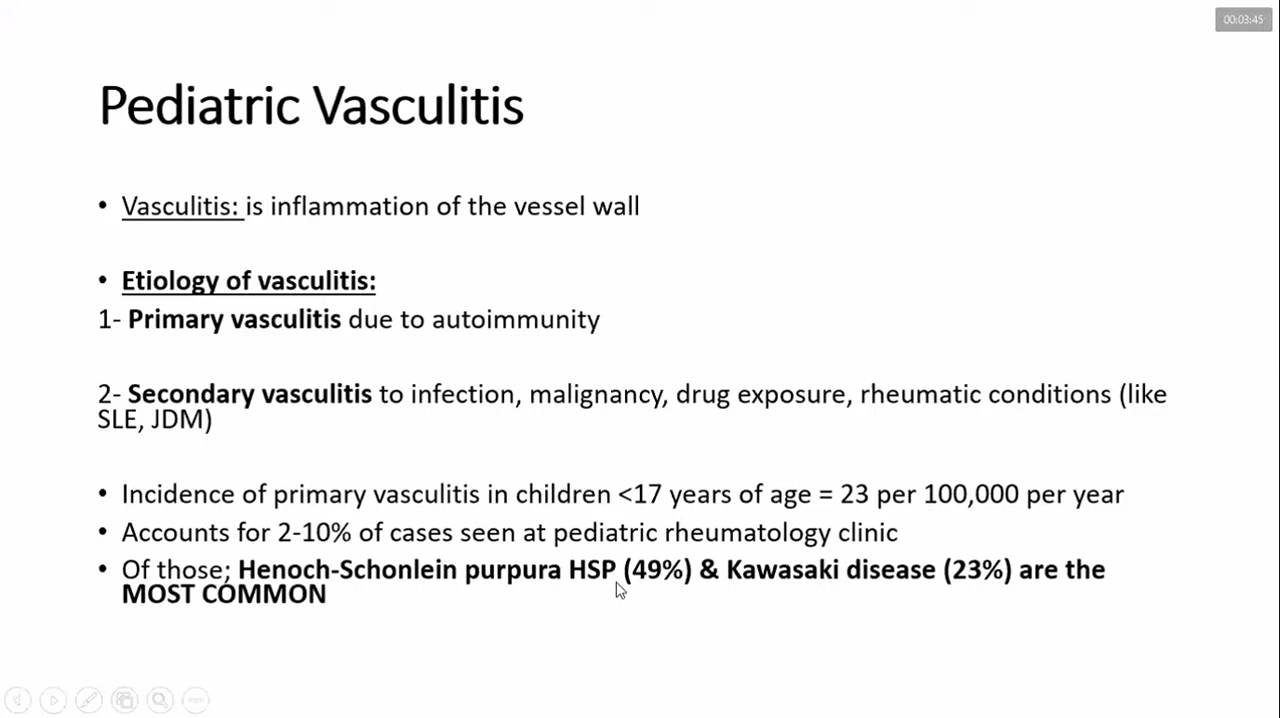 00:03:45
Pediatric Vasculitis
• Vasculitis: is inflammation of the vessel wall
• Etiology of vasculitis:
1- Primary vasculitis due to autoimmunity
2- Secondary vasculitis to infection, malignancy, drug exposure, rheumatic conditions (like
SLE, JDM)
• Incidence of primary vasculitis in children <17 years of age = 23 per 100,000 per year
• Accounts for 2-10% of cases seen at pediatric rheumatology clinic
• Of those; Henoch-Schonlein purpura HSP (49%) & Kawasaki disease (23%) are the
MOST COMMON